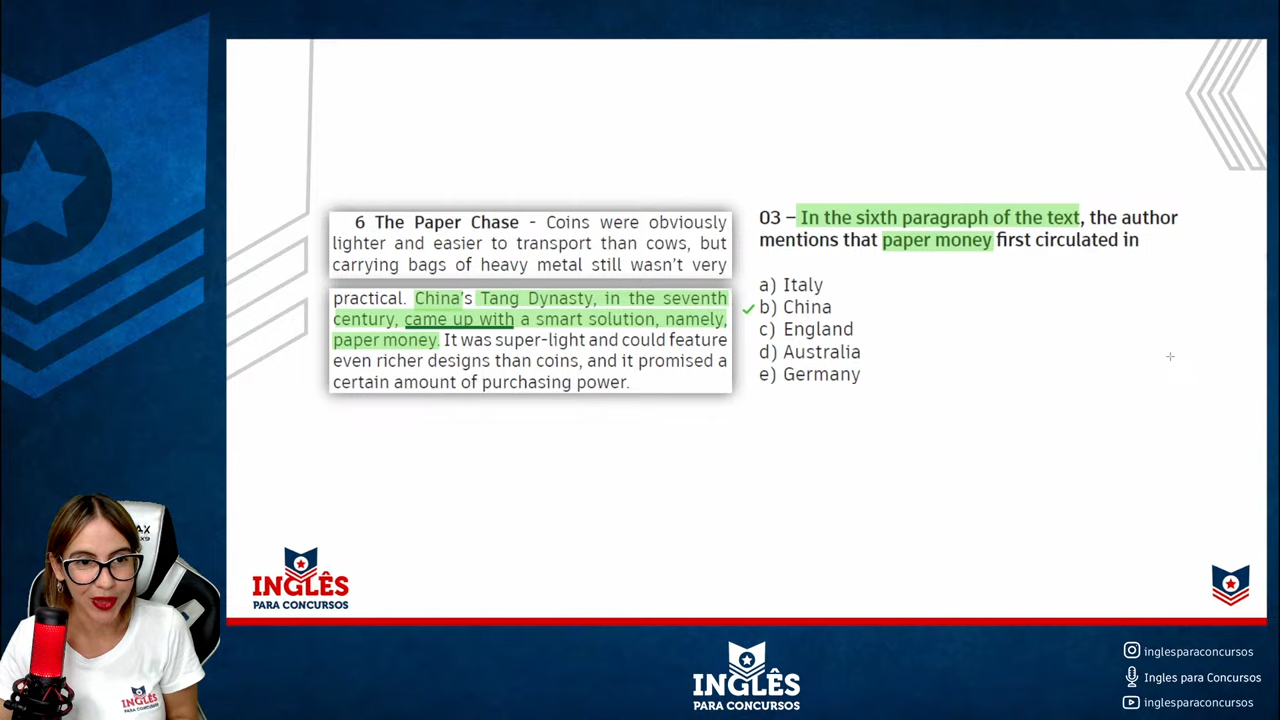 6 The Paper Chase - Coins were obviously
lighter and easier to transport than cows, but
carrying bags of heavy metal still wasn't very
practical. China's Tang Dynasty, in the seventh
century, came up with a smart solution, namely,
paper money. It was super-light and could feature
even richer designs than coins, and it promised a
certain amount of purchasing power.
03 – In the sixth paragraph of the text, the author
mentions that paper money first circulated in
a) Italy
b) China
c) England
d) Australia
e) Germany
INGLÊS
PARA CONCURSOS
INGLÊS
PARA CONCURSOS
inglesparaconcursos
Ingles para Concursos
inglesparaconcursos
INGLÊS
PARA CONCURSOS